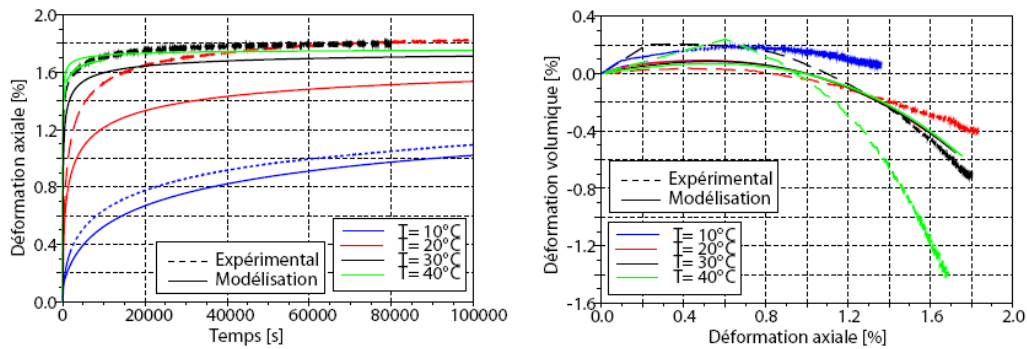 2.0
1.6
1.2
0.8
0.4
0.0
Déformation axiale [%]
0
20000
40000
60000
80000
100000
Temps [s]
Expérimental
Modélisation
T= 10°C
T= 20°C
T= 30°C
T= 40°C
0.4
0.0
-0.4
-0.8
-1.2
-1.6
Déformation volumique [%]
0.0
0.4
0.8
1.2
1.6
2.0
Déformation axiale [%]
Expérimental
Modélisation
T= 10°C
T= 20°C
T= 30°C
T= 40°C